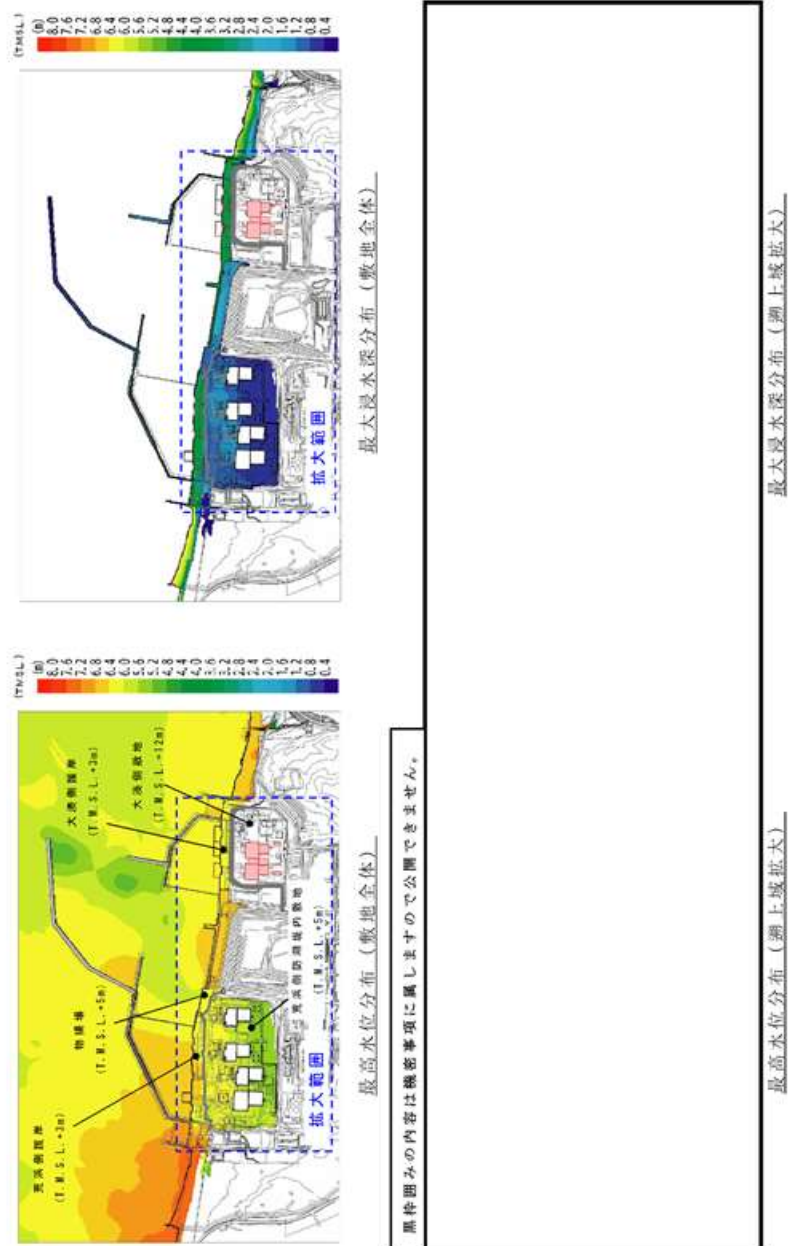 荒浜側護岸
(T.M.S.L.+3m)
物揚場
(T.M.S.L.+5m)
大湊側護岸
(T.M.S.L.+3m)
大湊側敷地
(T.M.S.L.+12m)
荒浜側防潮堤内敷地
(T.M.S.L.+5m)
拡大範囲
(T.M.S.L.)
(m)
8.0
7.6
7.2
6.8
6.4
6.0
5.6
5.2
4.8
4.4
4.0
3.6
3.2
2.8
2.4
2.0
1.6
1.2
0.8
0.4
最高水位分布(敷地全体)
拡大範囲
(T.M.S.L.)
(m)
8.0
7.6
7.2
6.8
6.4
6.0
5.6
5.2
4.8
4.4
4.0
3.6
3.2
2.8
2.4
2.0
1.6
1.2
0.8
0.4
最大浸水深分布(敷地全体)
黒枠囲みの内容は機密事項に属しますので公開できません。
最高水位分布(遡上域拡大)
最大浸水深分布(遡上域拡大)